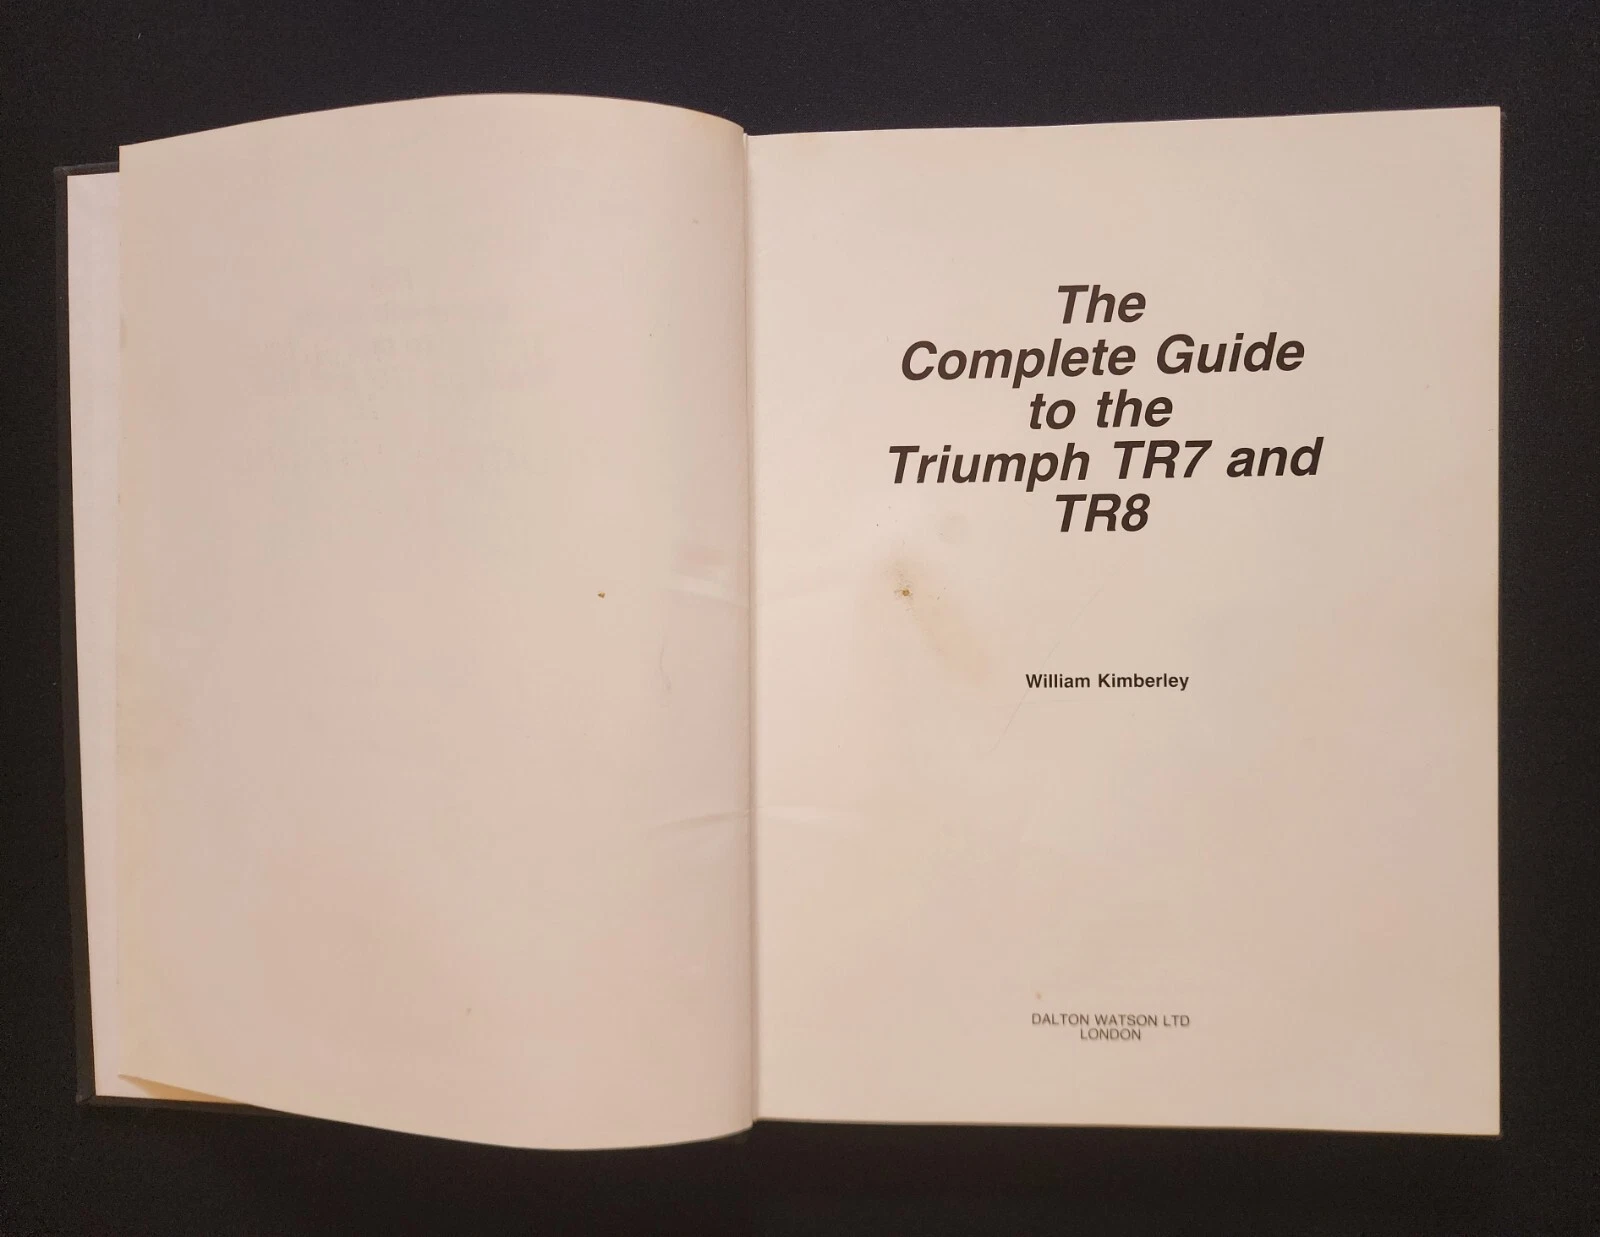 The
Complete Guide
to the
Triumph TR7 and
TR8
William Kimberley
DALTON WATSON LTD
LONDON